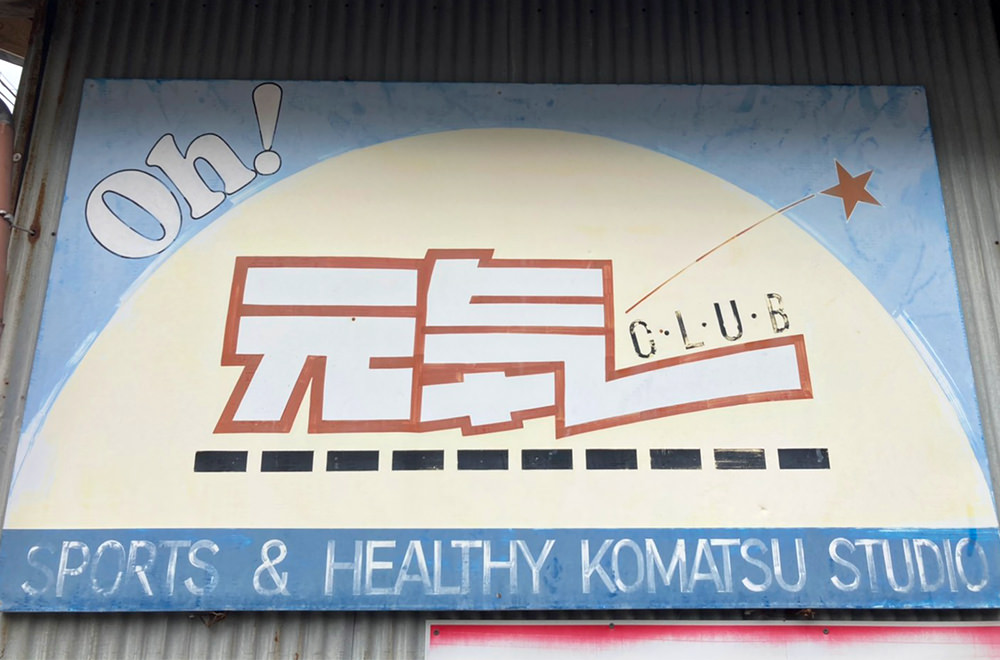 Oh!
元気
C·L·U·B
SPORTS & HEALTHY KOMATSU STUDIO